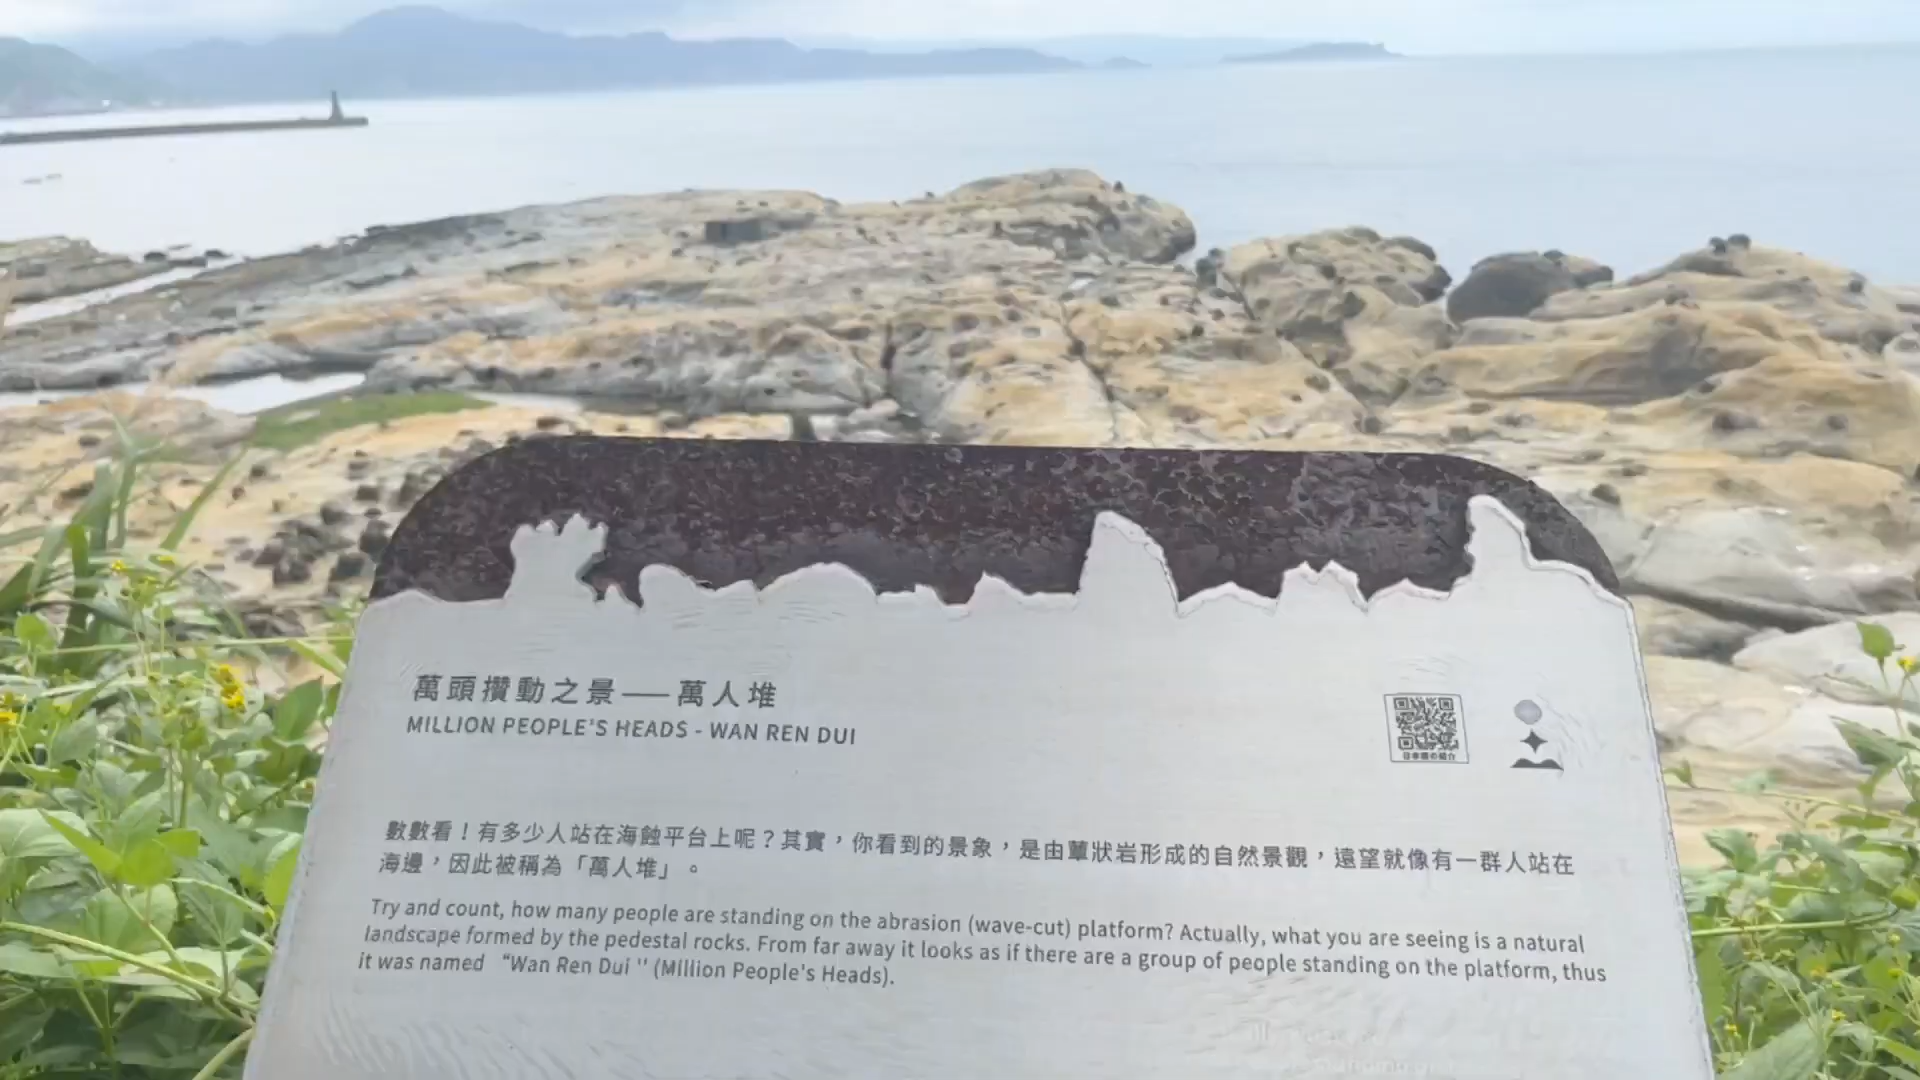 萬頭攢動之景——萬人堆
MILLION PEOPLE'S HEADS - WAN REN DUI
數數看！有多少人站在海蝕平台上呢？其實，你看到的景象，是由蕈狀岩形成的自然景觀，遠望就像有一群人站在
海邊，因此被稱為「萬人堆」。
Try and count, how many people are standing on the abrasion (wave-cut) platform? Actually, what you are seeing is a natural
landscape formed by the pedestal rocks. From far away it looks as if there are a group of people standing on the platform, thus
it was named “Wan Ren Dui " (Million People's Heads).